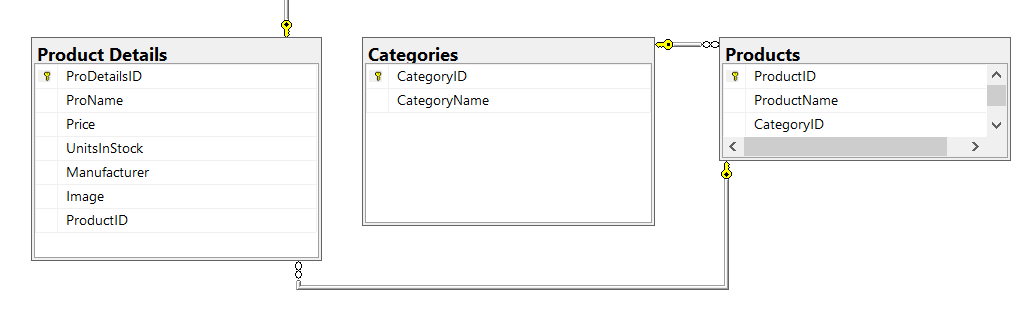 Product Details
ProDetailsID
ProName
Price
UnitsInStock
Manufacturer
Image
ProductID
Categories
CategoryID
CategoryName
Products
ProductID
ProductName
CategoryID